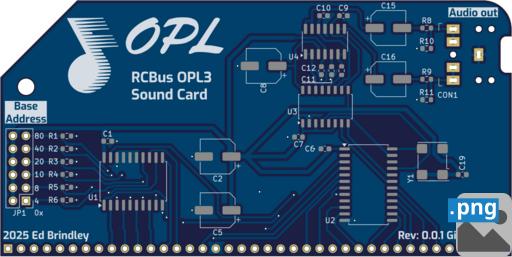 OPL
RCBus OPL3
Sound Card
Audio out
C10
C9
C15
R8
R10
U4
C12
C11
C16
R9
R11
CON1
C8
Base
Address
80 R1
40 R2
20 R3
10 R4
8 R5
4 R6
JP1 0x
C1
U1
U3
C7
C6
C2
C5
U2
Y1
C19
2025 Ed Brindley
Rev: 0.0.1 Gi
.png